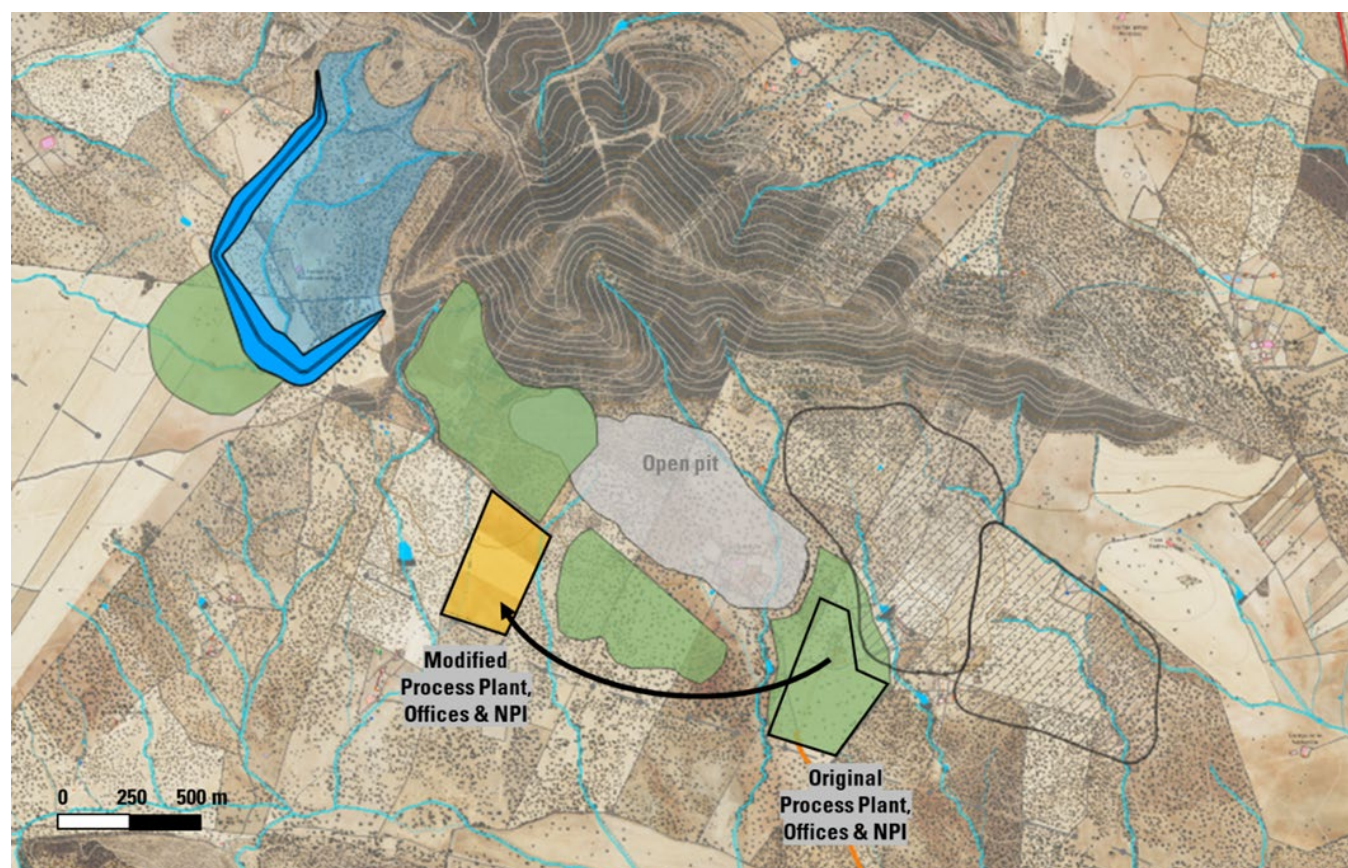 Open pit
Modified
Process Plant,
Offices & NPI
Original
Process Plant,
Offices & NPI
0 250 500 m